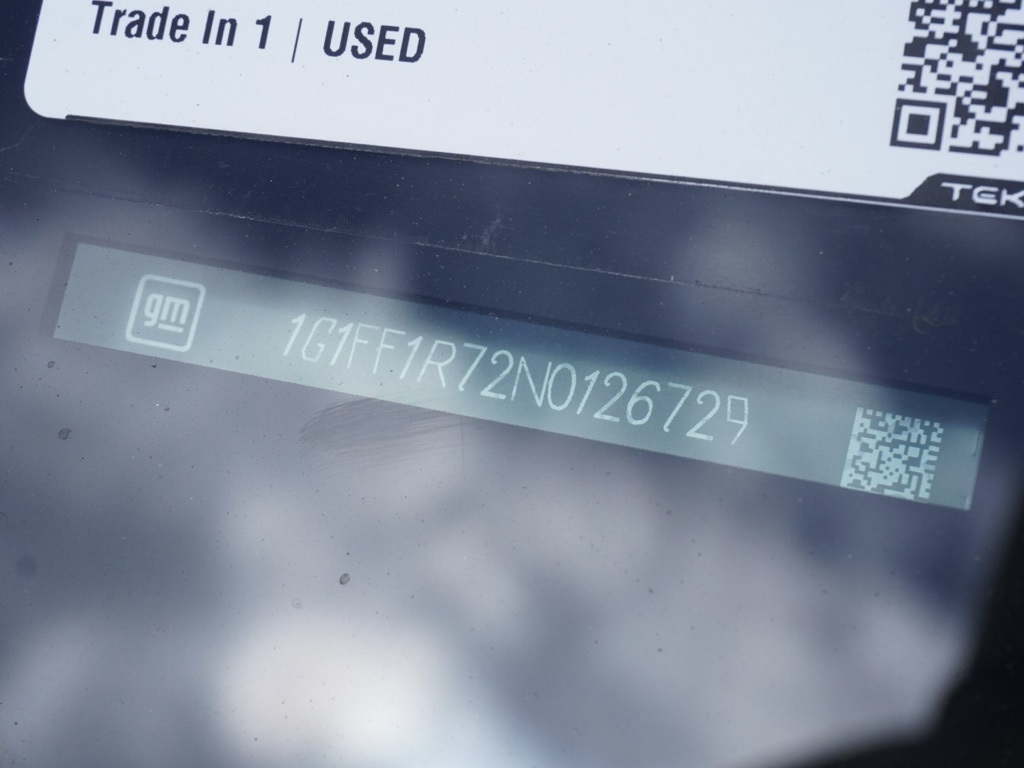 Trade In 1 | USED
TEK
gm 1G1FF1R72N0126729